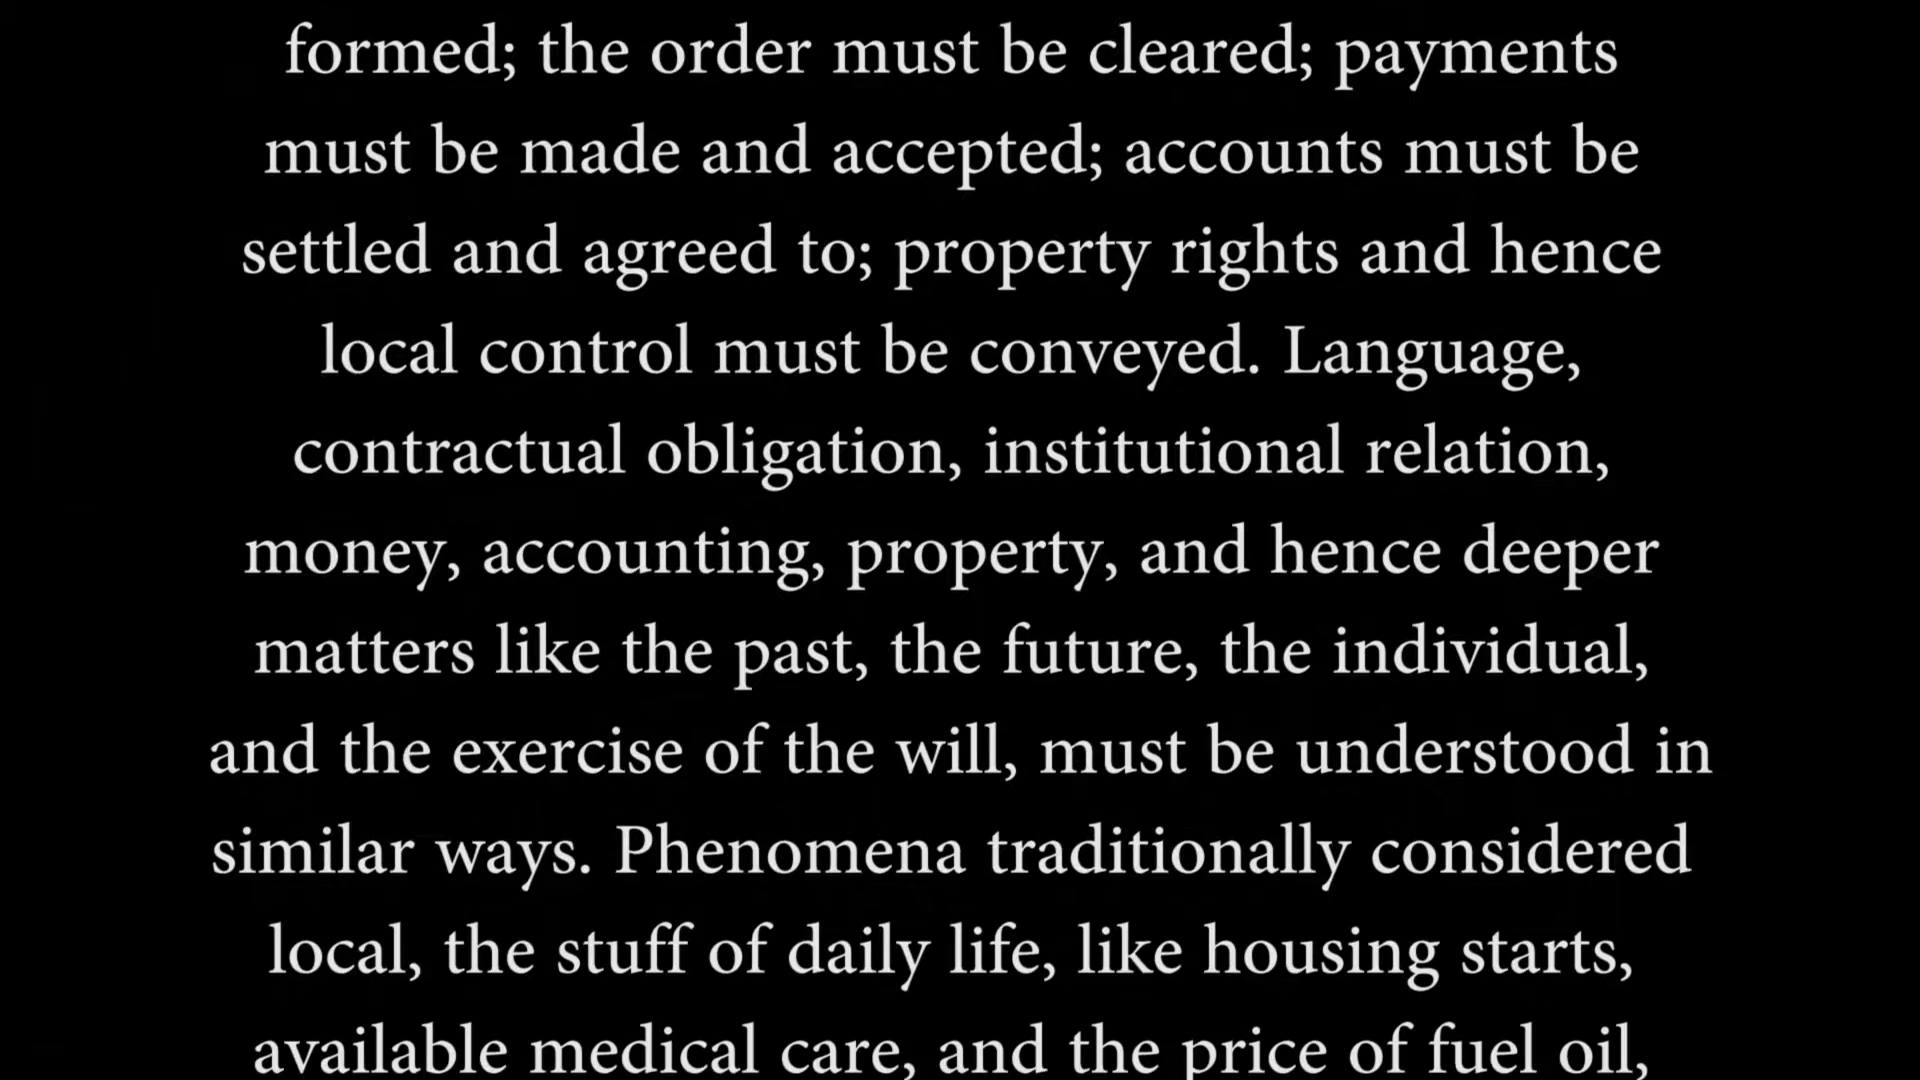 formed; the order must be cleared; payments
must be made and accepted; accounts must be
settled and agreed to; property rights and hence
local control must be conveyed. Language,
contractual obligation, institutional relation,
money, accounting, property, and hence deeper
matters like the past, the future, the individual,
and the exercise of the will, must be understood in
similar ways. Phenomena traditionally considered
local, the stuff of daily life, like housing starts,
available medical care, and the price of fuel oil,